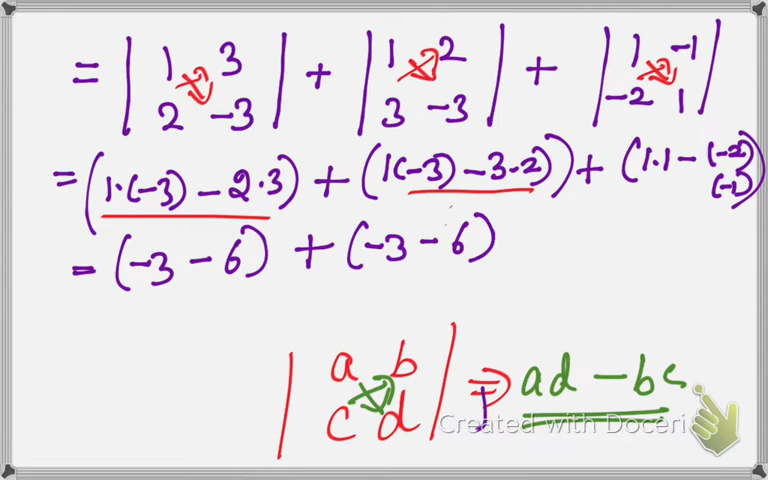 = | 1 3 | + | 1 2 | + | 1 -1 |
| 2 -3 | | 3 -3 | | -2 1 |
= (1·(-3) - 2·3) + (1(-3) - 3·2) + (1·1 - (-2)
(-1))
= (-3 - 6) + (-3 - 6)
| a b | ⇒ ad - bc
| c d |
Created with Doceri